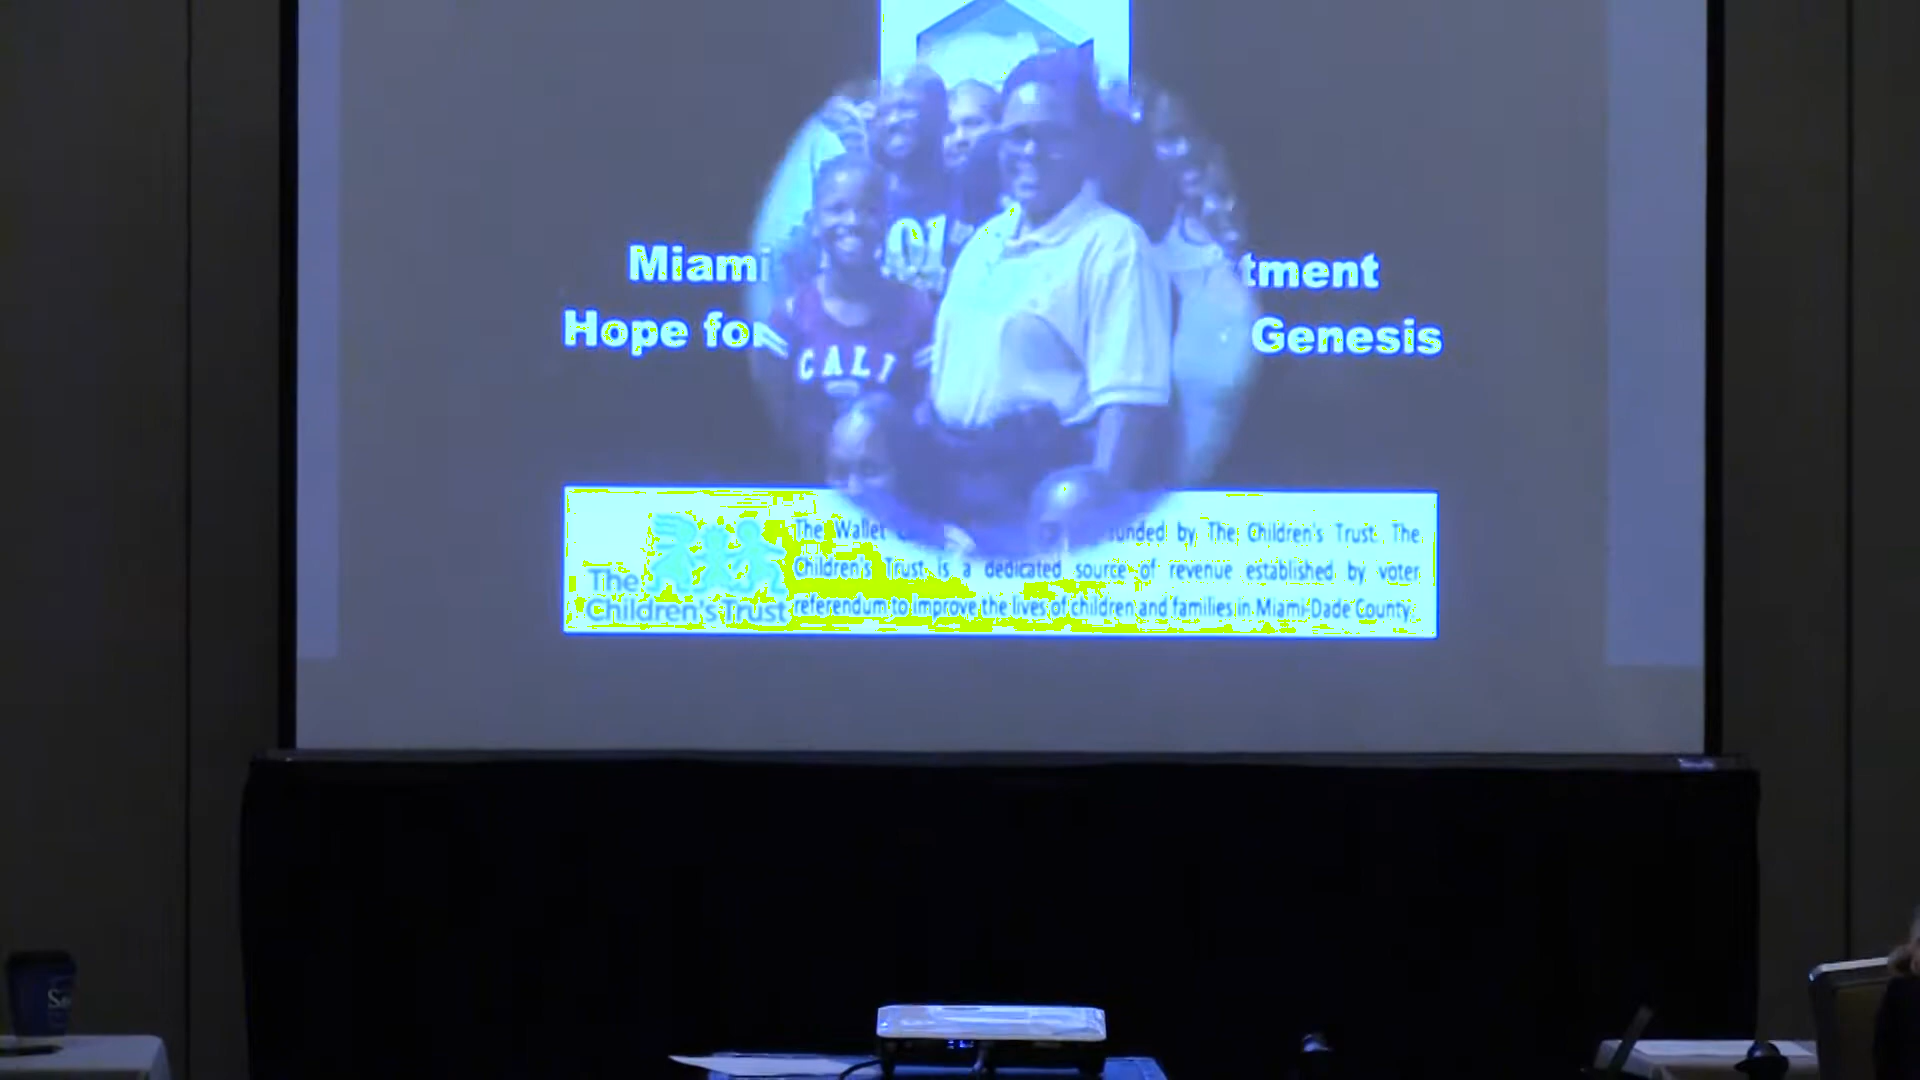 Miami tment
Hope for Genesis
CALI
The Wallet unded by The Children's Trust. The
Children's Trust is a dedicated source of revenue established by voter
referendum to improve the lives of children and families in Miami-Dade County.
The
Children's Trust